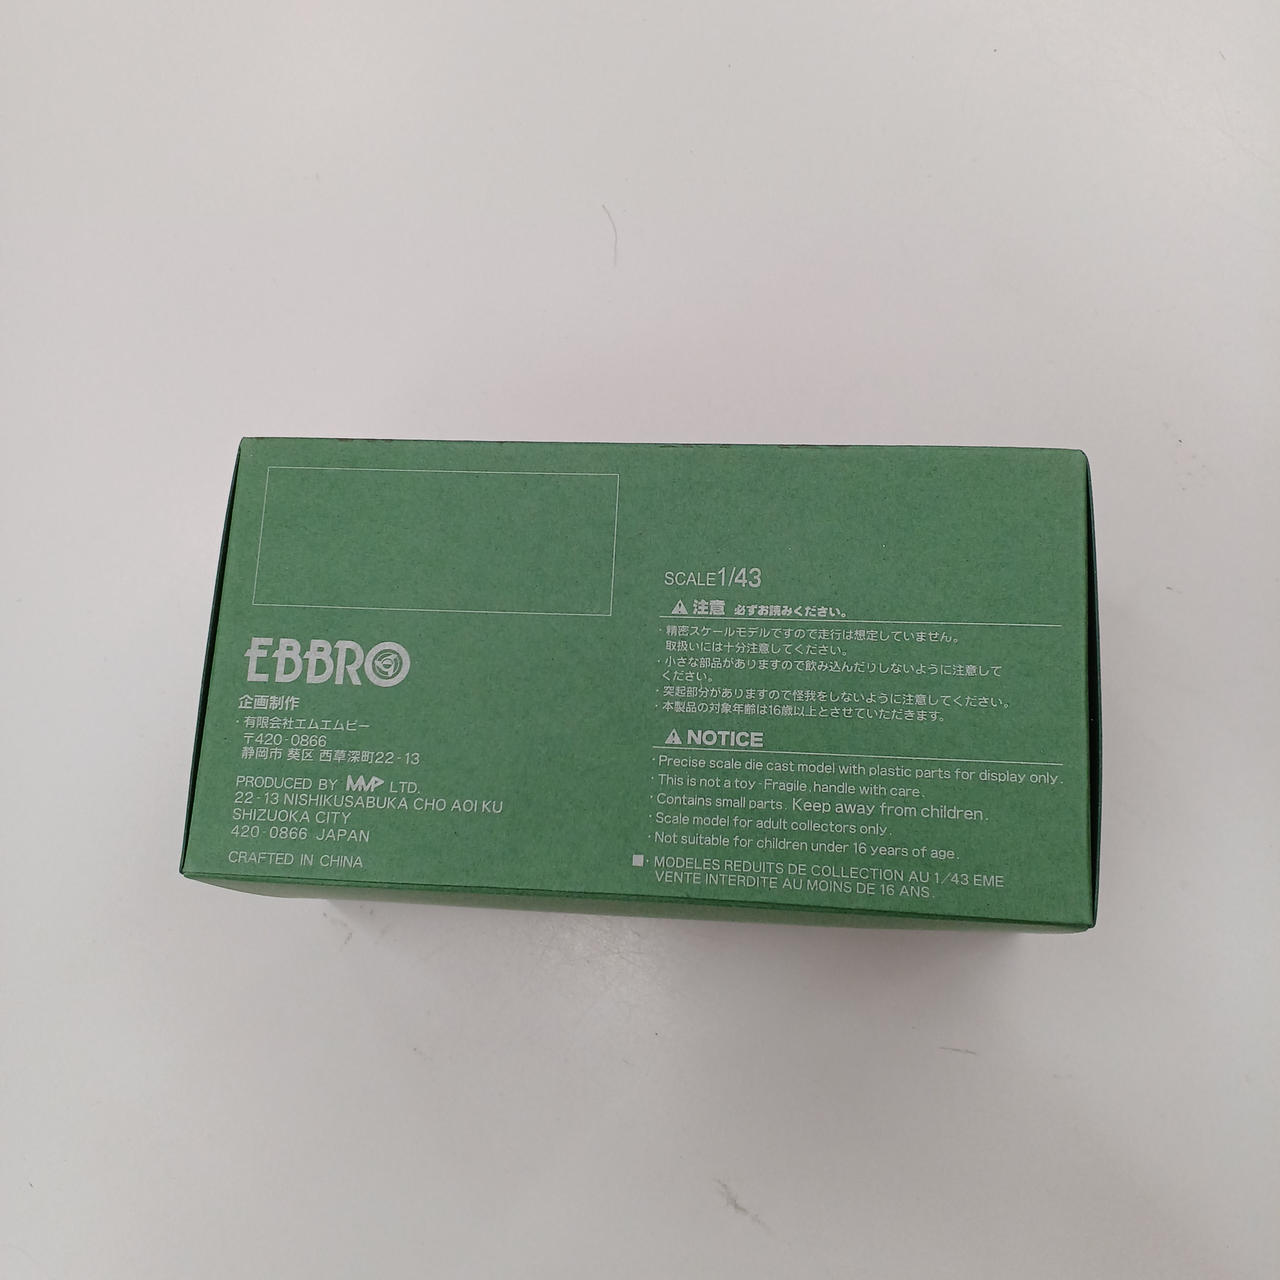 EBBRO
企画制作
・有限会社エムエムピー
〒420-0866
静岡市 葵区 西草深町22-13
PRODUCED BY MMP LTD.
22-13 NISHIKUSABUKA CHO AOI KU
SHIZUOKA CITY
420-0866 JAPAN
CRAFTED IN CHINA
SCALE1/43
⚠注意 必ずお読みください。
・精密スケールモデルですので走行は想定していません。
取扱いには十分注意してください。
・小さな部品がありますので飲み込んだりしないように注意して
ください。
・突起部分がありますので怪我をしないように注意してください。
・本製品の対象年齢は16歳以上とさせていただきます。
⚠NOTICE
・Precise scale die cast model with plastic parts for display only.
・This is not a toy-Fragile, handle with care.
・Contains small parts. Keep away from children.
・Scale model for adult collectors only.
・Not suitable for children under 16 years of age.
■・MODELES REDUITS DE COLLECTION AU 1/43 EME
VENTE INTERDITE AU MOINS DE 16 ANS.